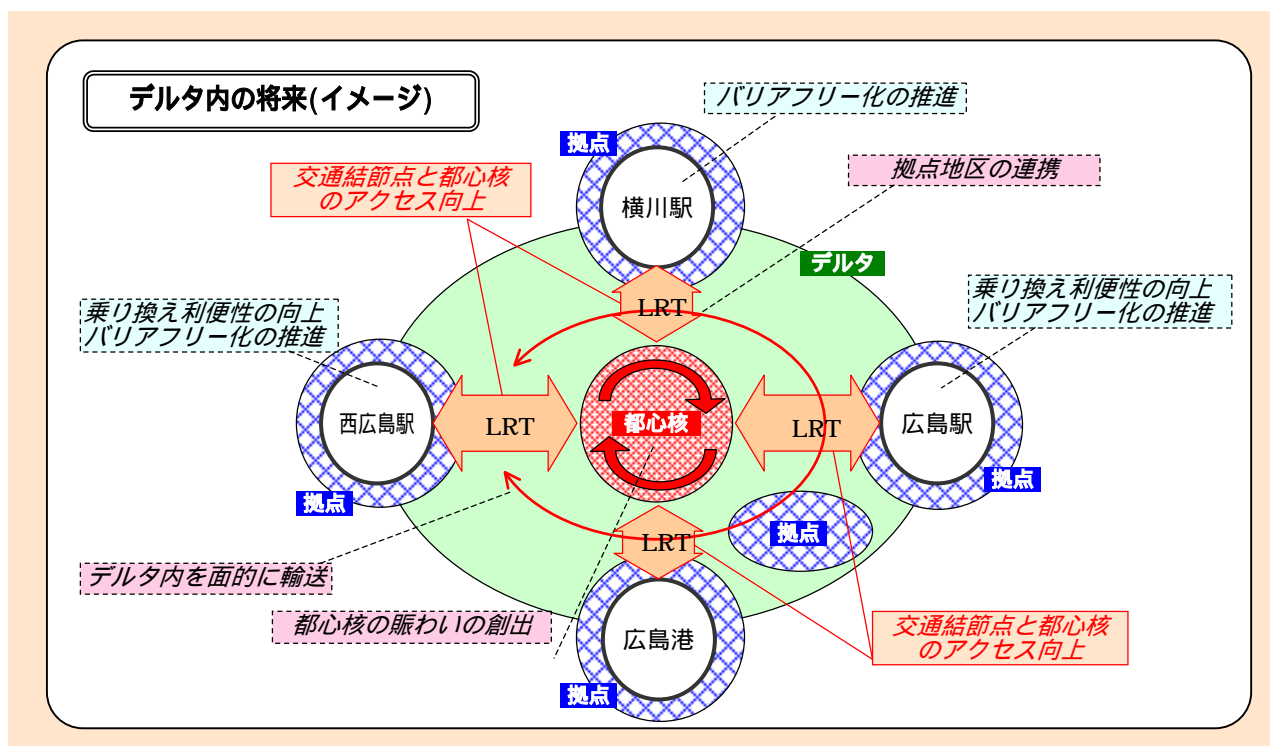 デルタ内の将来(イメージ)
バリアフリー化の推進
拠点
交通結節点と都心核
のアクセス向上
拠点地区の連携
横川駅
デルタ
LRT
乗り換え利便性の向上
バリアフリー化の推進
乗り換え利便性の向上
バリアフリー化の推進
西広島駅
LRT
都心核
LRT
広島駅
拠点
拠点
拠点
LRT
デルタ内を面的に輸送
都心核の賑わいの創出
広島港
交通結節点と都心核
のアクセス向上
拠点